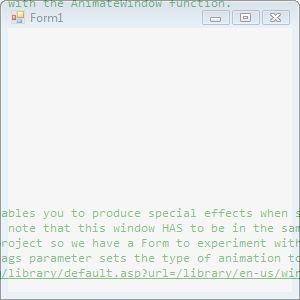 with the AnimateWindow function.
Form1
ables you to produce special effects when s
note that this window HAS to be in the sam
project so we have a Form to experiment with
ags parameter sets the type of animation to
/library/default.asp?url=/library/en-us/win